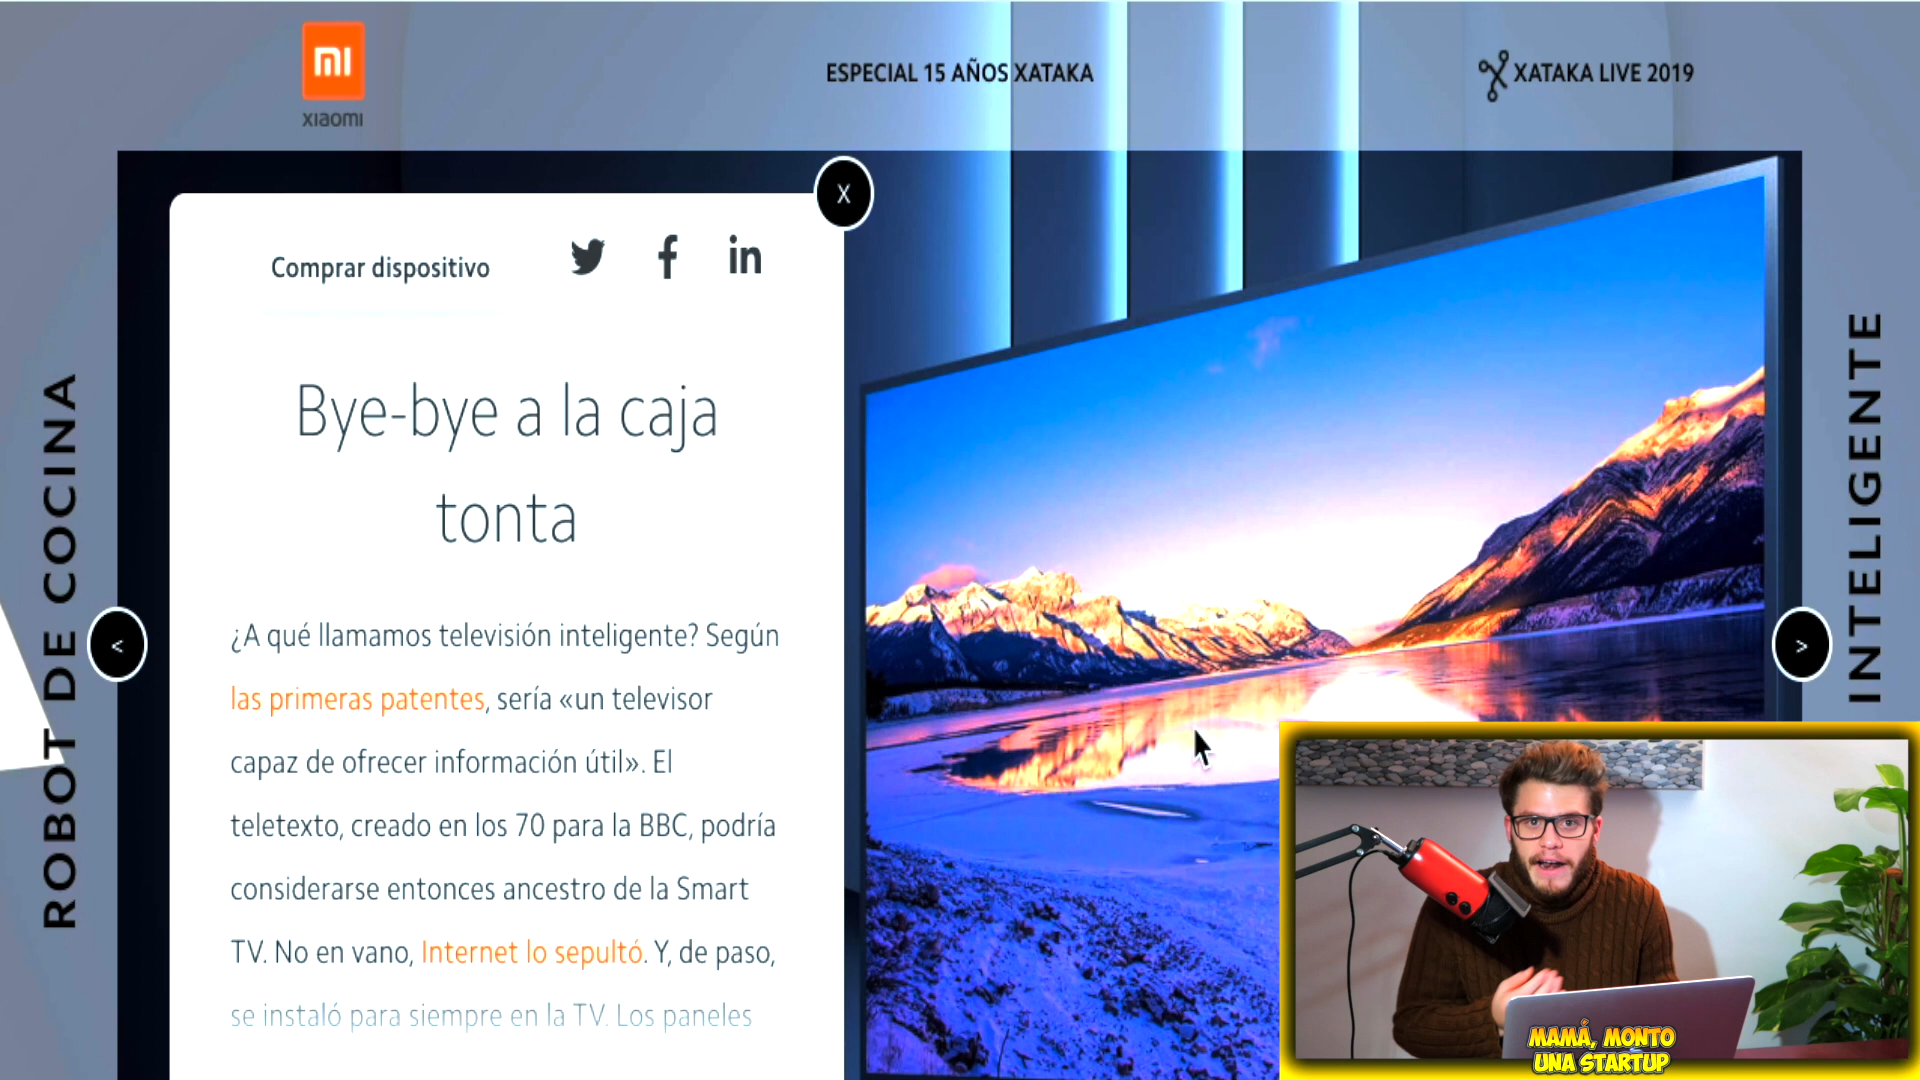 mi
xiaomi
ESPECIAL 15 AÑOS XATAKA
XATAKA LIVE 2019
X
Comprar dispositivo
in
Bye-bye a la caja
tonta
¿A qué llamamos televisión inteligente? Según
las primeras patentes, sería «un televisor
capaz de ofrecer información útil». El
teletexto, creado en los 70 para la BBC, podría
considerarse entonces ancestro de la Smart
TV. No en vano, Internet lo sepultó. Y, de paso,
se instaló para siempre en la TV. Los paneles
ROBOT DE COCINA
<
>
INTELIGENTE
MAMÁ, MONTO
UNA STARTUP